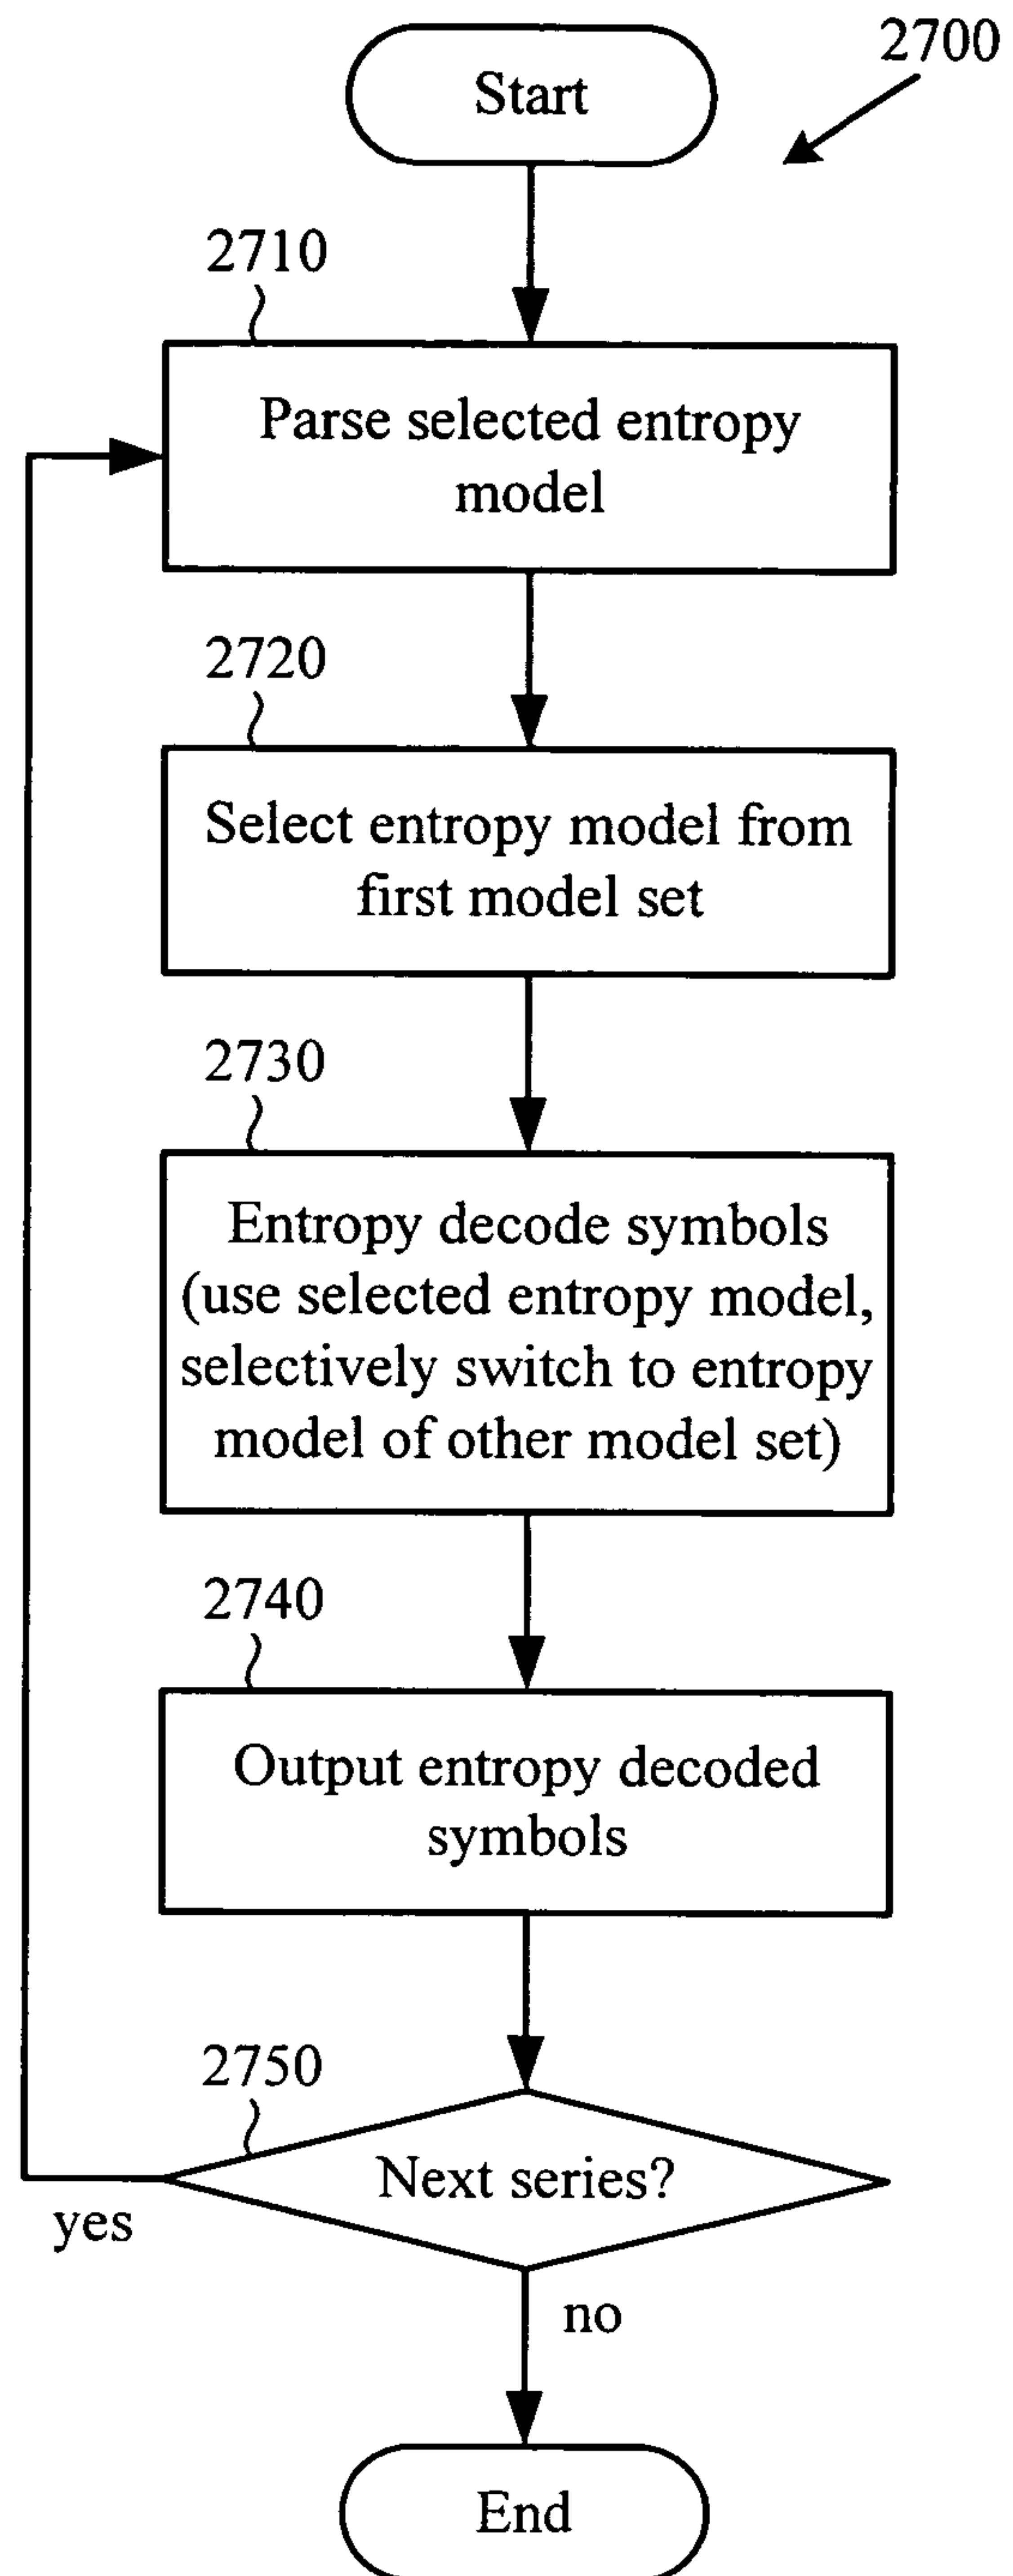 2700
Start
2710
Parse selected entropy
model
2720
Select entropy model from
first model set
2730
Entropy decode symbols
(use selected entropy model,
selectively switch to entropy
model of other model set)
2740
Output entropy decoded
symbols
2750
Next series?
yes
no
End